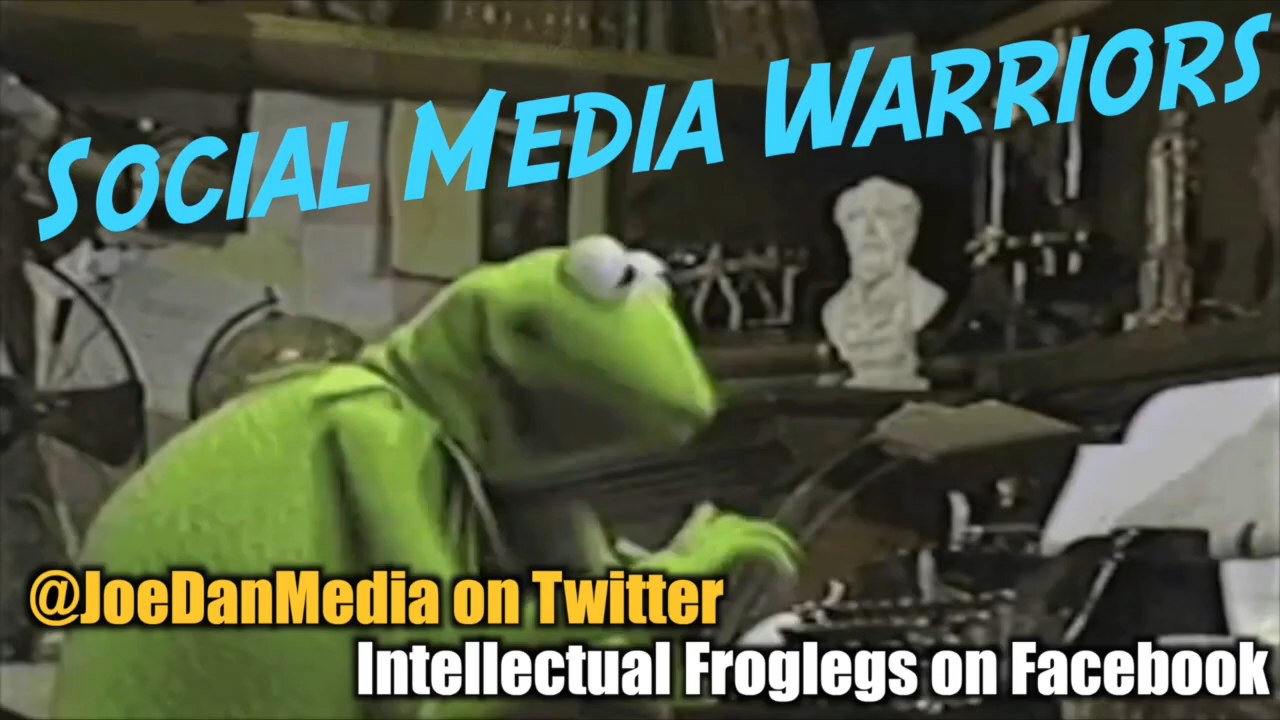 Social Media Warriors
@JoeDanMedia on Twitter
Intellectual Froglegs on Facebook